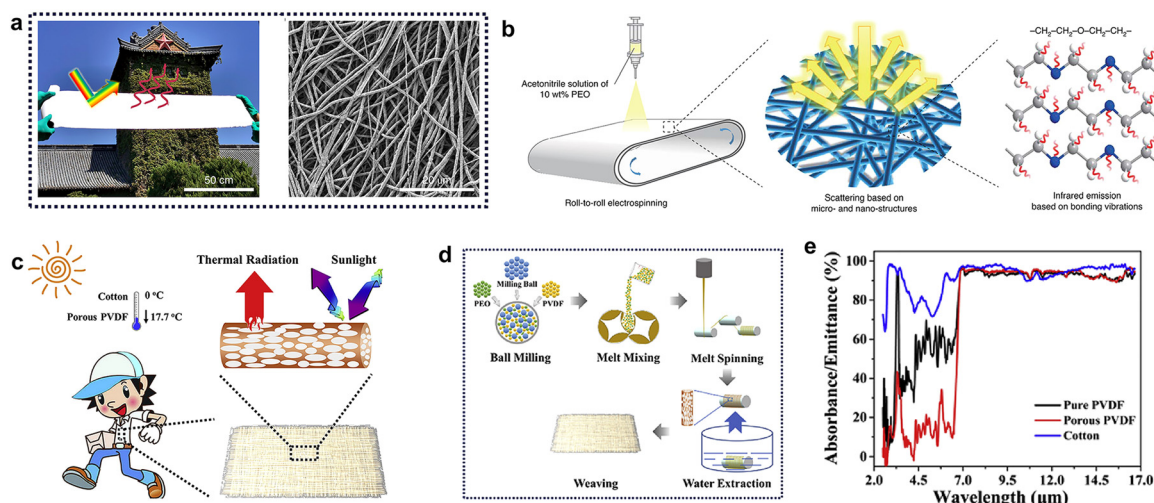 a
50 cm
20 μm
b
Acetonitrile solution of
10 wt% PEO
Roll-to-roll electrospinning
Scattering based on
micro- and nano-structures
–CH₂–CH₂–O–CH₂–CH₂–
Infrared emission
based on bonding vibrations
c
Thermal Radiation
Sunlight
Cotton
0 °C
Porous PVDF
17.7 °C
d
Milling Ball
PEO
PVDF
Ball Milling
Melt Mixing
Melt Spinning
Weaving
Water Extraction
e
Absorbance/Emittance (%)
100
80
60
40
20
0
Pure PVDF
Porous PVDF
Cotton
2.0
4.5
7.0
9.5
12.0
14.5
17.0
Wavelength (μm)